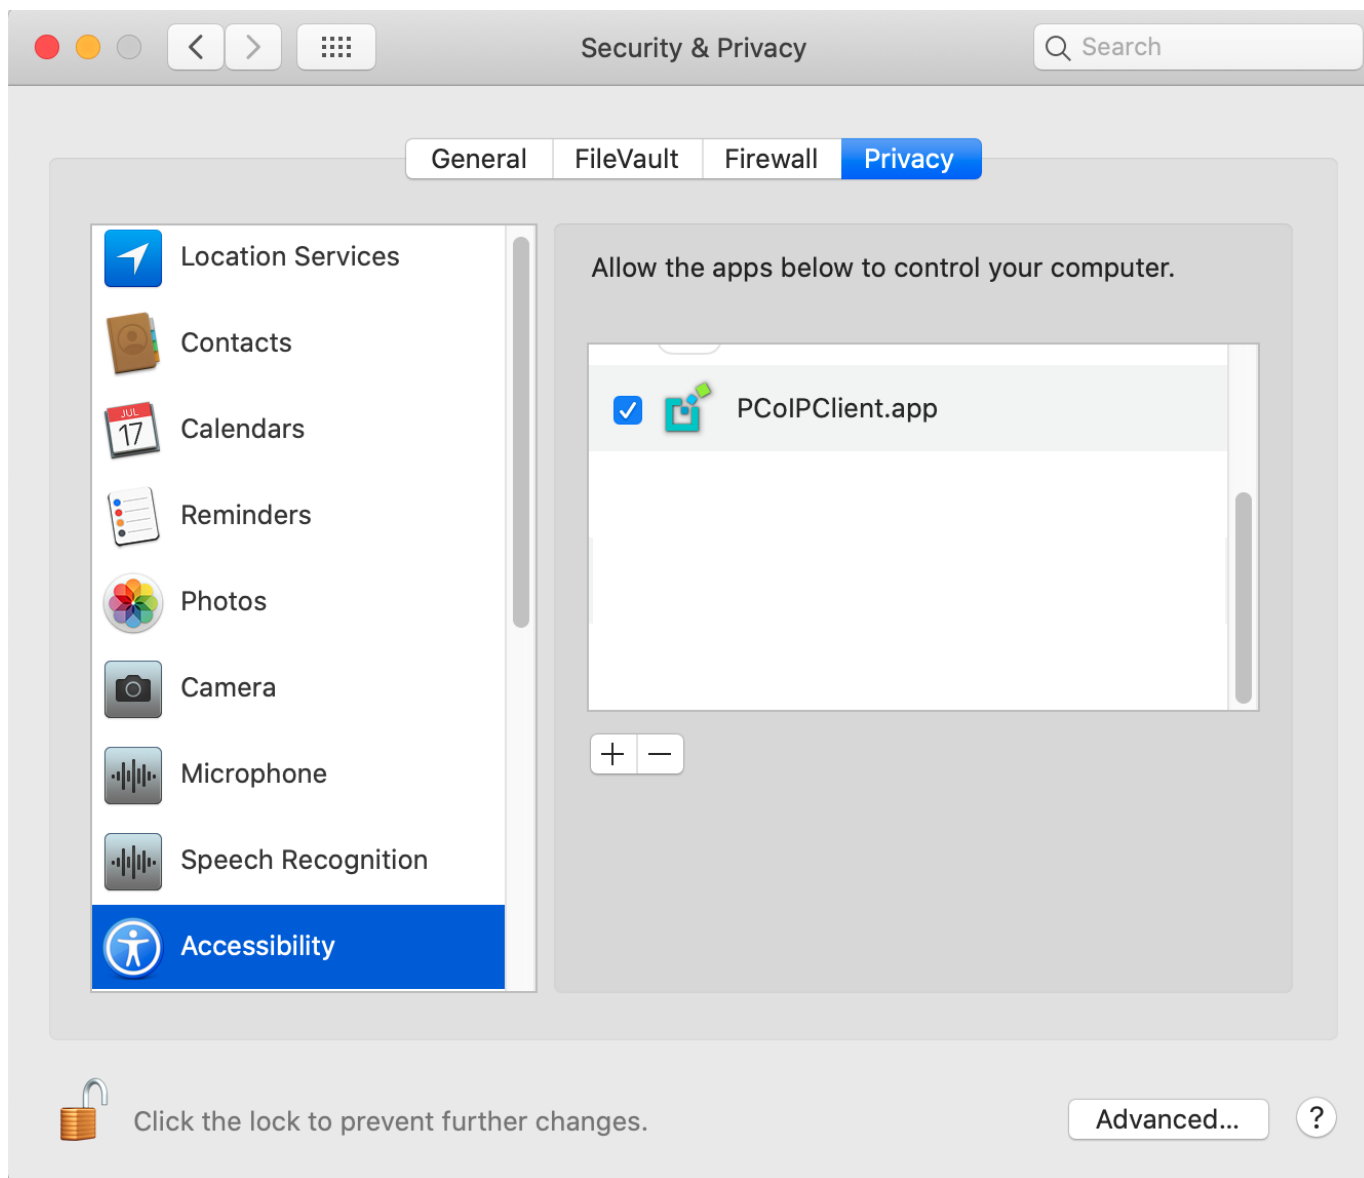 Security & Privacy
Search
General
FileVault
Firewall
Privacy
Location Services
Contacts
JUL
17
Calendars
Reminders
Photos
Camera
Microphone
Speech Recognition
Accessibility
Allow the apps below to control your computer.
PCoIPClient.app
Click the lock to prevent further changes.
Advanced...
?